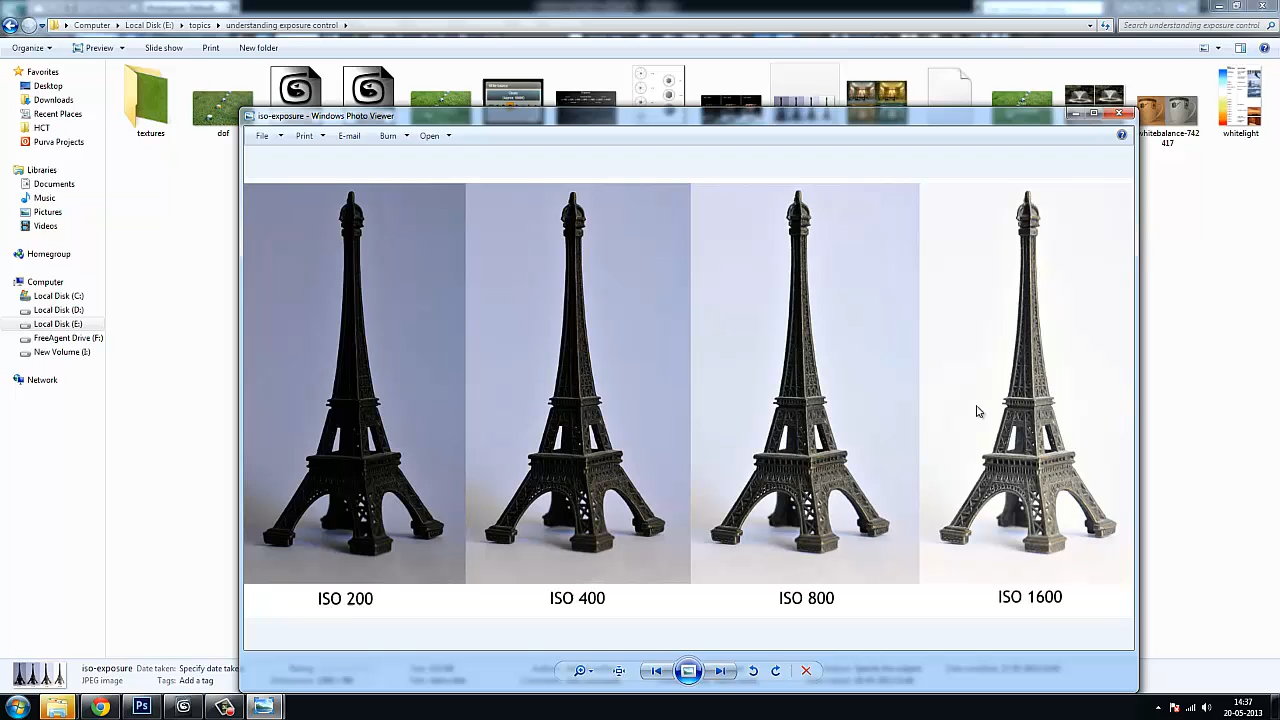 Computer ▸ Local Disk (E:) ▸ topics ▸ understanding exposure control ▸
Search understanding exposure control
Organize Preview Slide show Print New folder
Favorites
Desktop
Downloads
Recent Places
HCT
Purva Projects
Libraries
Documents
Music
Pictures
Videos
Homegroup
Computer
Local Disk (C:)
Local Disk (D:)
Local Disk (E:)
FreeAgent Drive (F:)
New Volume (I:)
Network
textures
dof
whitebalance-742
417
whitelight
iso-exposure - Windows Photo Viewer
File Print E-mail Burn Open
ISO 200 ISO 400 ISO 800 ISO 1600
iso-exposure Date taken: Specify date take
JPEG image Tags: Add a tag
Ps
14:37
20-05-2013